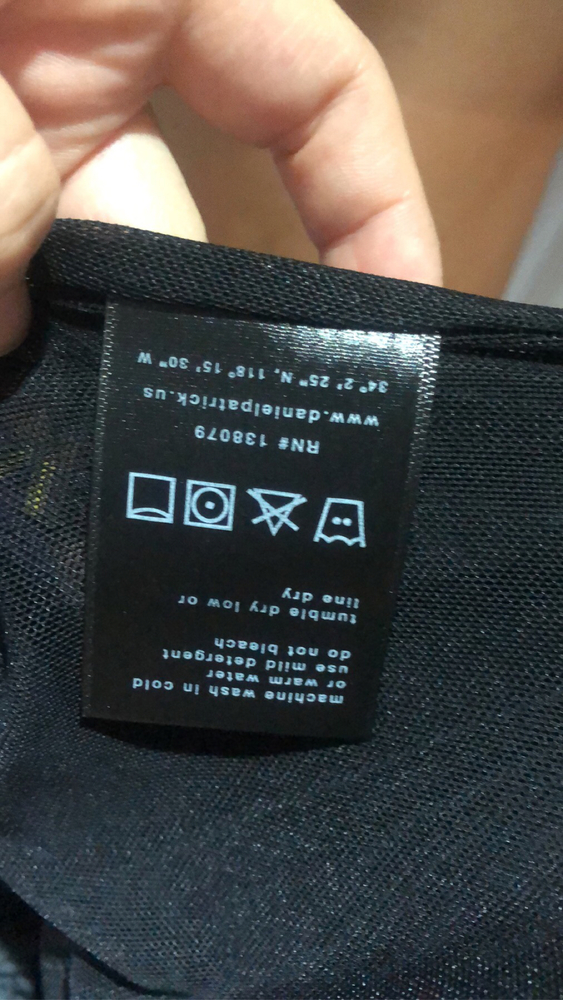 machine wash in cold
or warm water
use mild detergent
do not bleach
tumble dry low or
line dry
RN# 138079
www.danielpatrick.us
34° 2' 25" N, 118° 15' 30" W